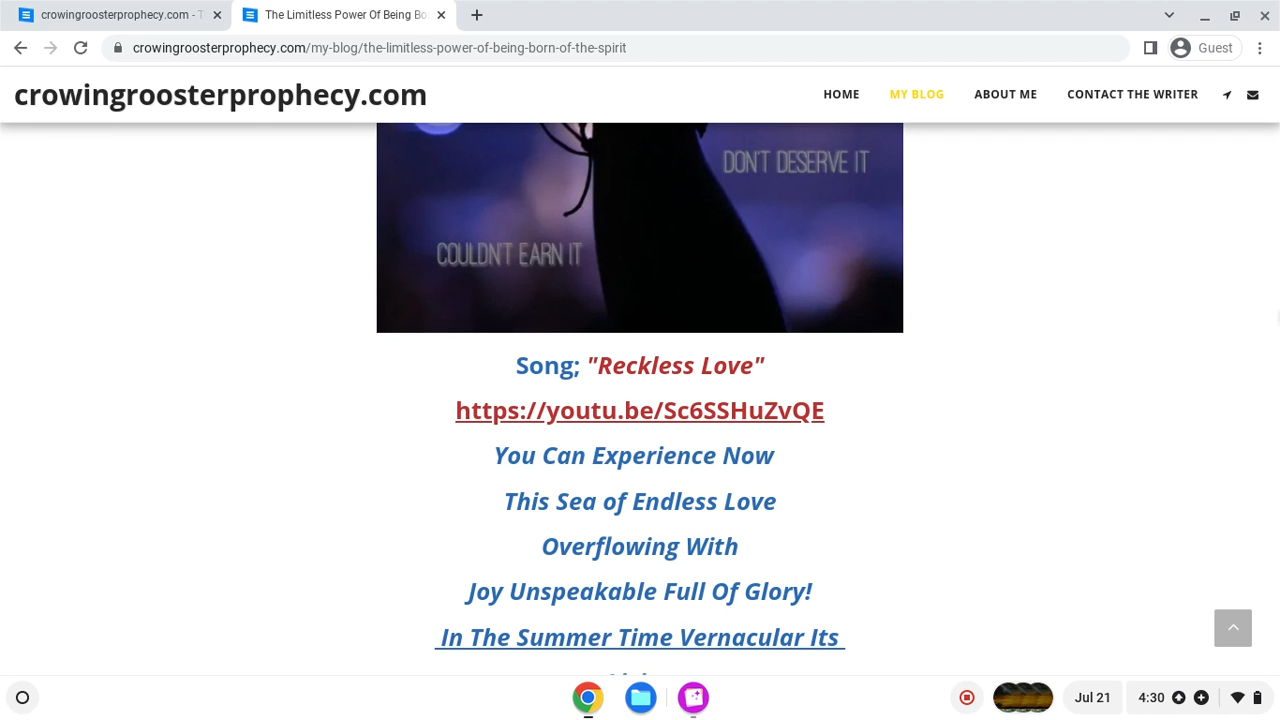 crowingroosterprophecy.com - T
The Limitless Power Of Being Bo
crowingroosterprophecy.com/my-blog/the-limitless-power-of-being-born-of-the-spirit
Guest
crowingroosterprophecy.com
HOME
MY BLOG
ABOUT ME
CONTACT THE WRITER
DON'T DESERVE IT
COULDN'T EARN IT
Song; "Reckless Love"
https://youtu.be/Sc6SSHuZvQE
You Can Experience Now
This Sea of Endless Love
Overflowing With
Joy Unspeakable Full Of Glory!
In The Summer Time Vernacular Its
Jul 21
4:30